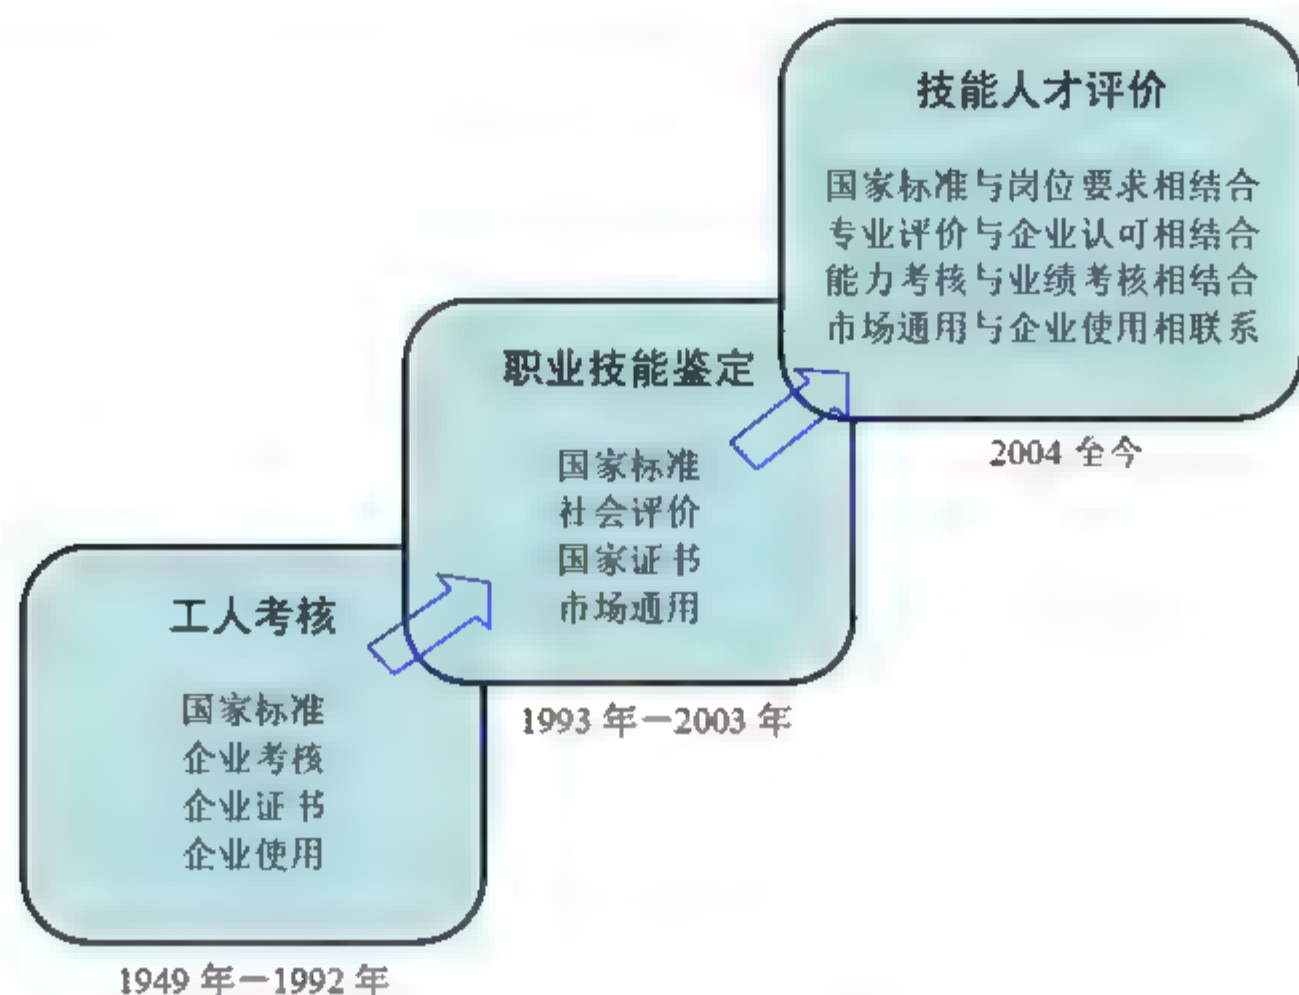 技能人才评价
国家标准与岗位要求相结合
专业评价与企业认可相结合
能力考核与业绩考核相结合
市场通用与企业使用相联系
2004 至今
职业技能鉴定
国家标准
社会评价
国家证书
市场通用
1993 年－2003 年
工人考核
国家标准
企业考核
企业证书
企业使用
1949 年－1992 年